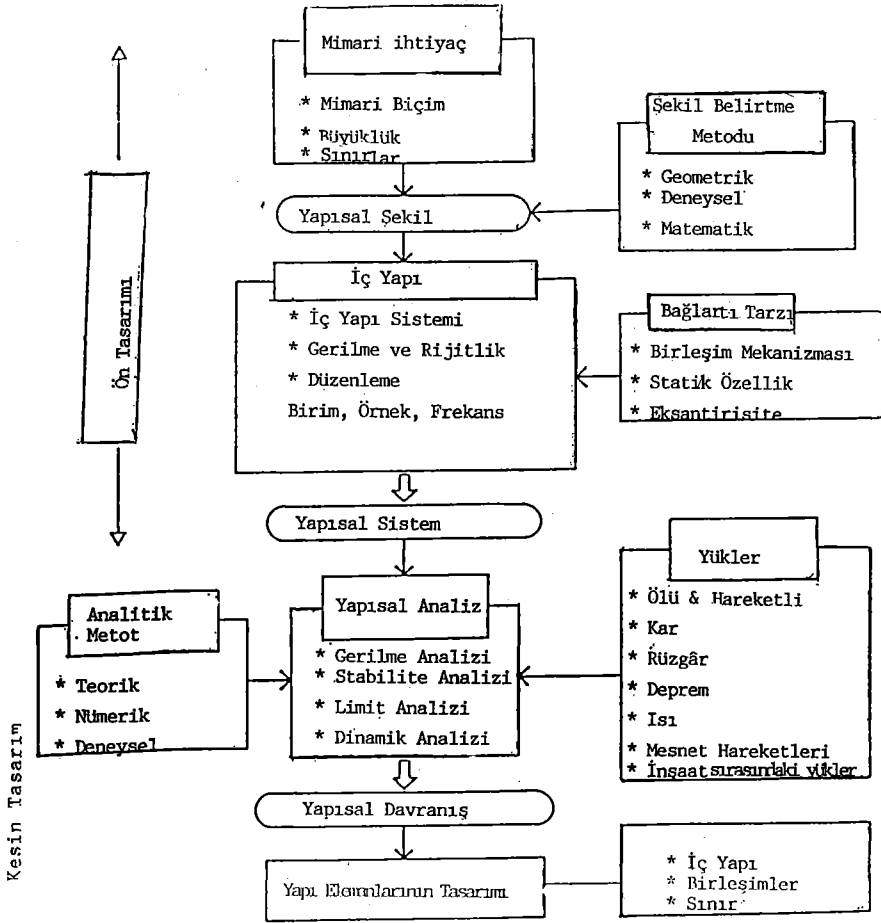 Mimari ihtiyaç
* Mimari Biçim
* Büyüklük
* Sınırlar
Şekil Belirtme
Metodu
* Geometrik
* Deneysel
* Matematik
Yapısal Şekil
Ön Tasarımı
İç Yapı
* İç Yapı Sistemi
* Gerilme ve Rijitlik
* Düzenleme
Birim, Örnek, Frekans
Bağlartı Tarzı
* Birleşim Mekanizması
* Statik Özellik
* Eksantirisite
Yapısal Sistem
Analitik
Metot
* Teorik
* Nümerik
* Deneysel
Yapısal Analiz
* Gerilme Analizi
* Stabilite Analizi
* Limit Analizi
* Dinamik Analizi
Yükler
* Ölü & Hareketli
* Kar
* Rüzgâr
* Deprem
* Isı
* Mesnet Hareketleri
* İnşaat sırasındaki yükler
Kesin Tasarım
Yapısal Davranış
Yapı Elemanlarının Tasarımı
* İç Yapı
* Birleşimler
* Sınır